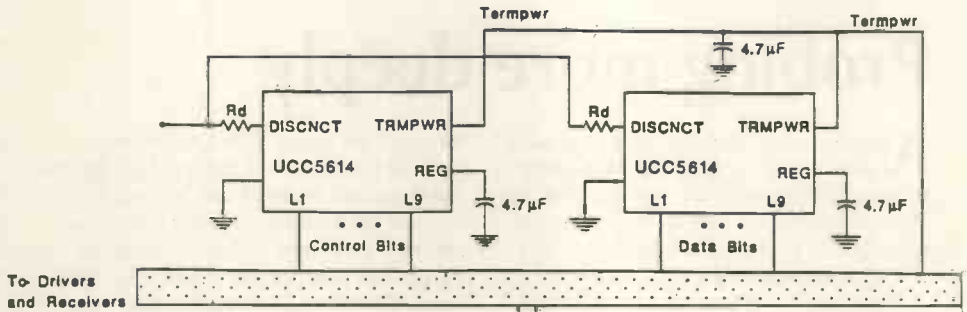 Termpwr
Termpwr
4.7µF
Rd
DISCNCT
TRMPWR
UCC5614
REG
L1
L9
4.7µF
Control Bits
Rd
DISCNCT
TRMPWR
UCC5614
REG
L1
L9
4.7µF
Data Bits
To Drivers
and Receivers